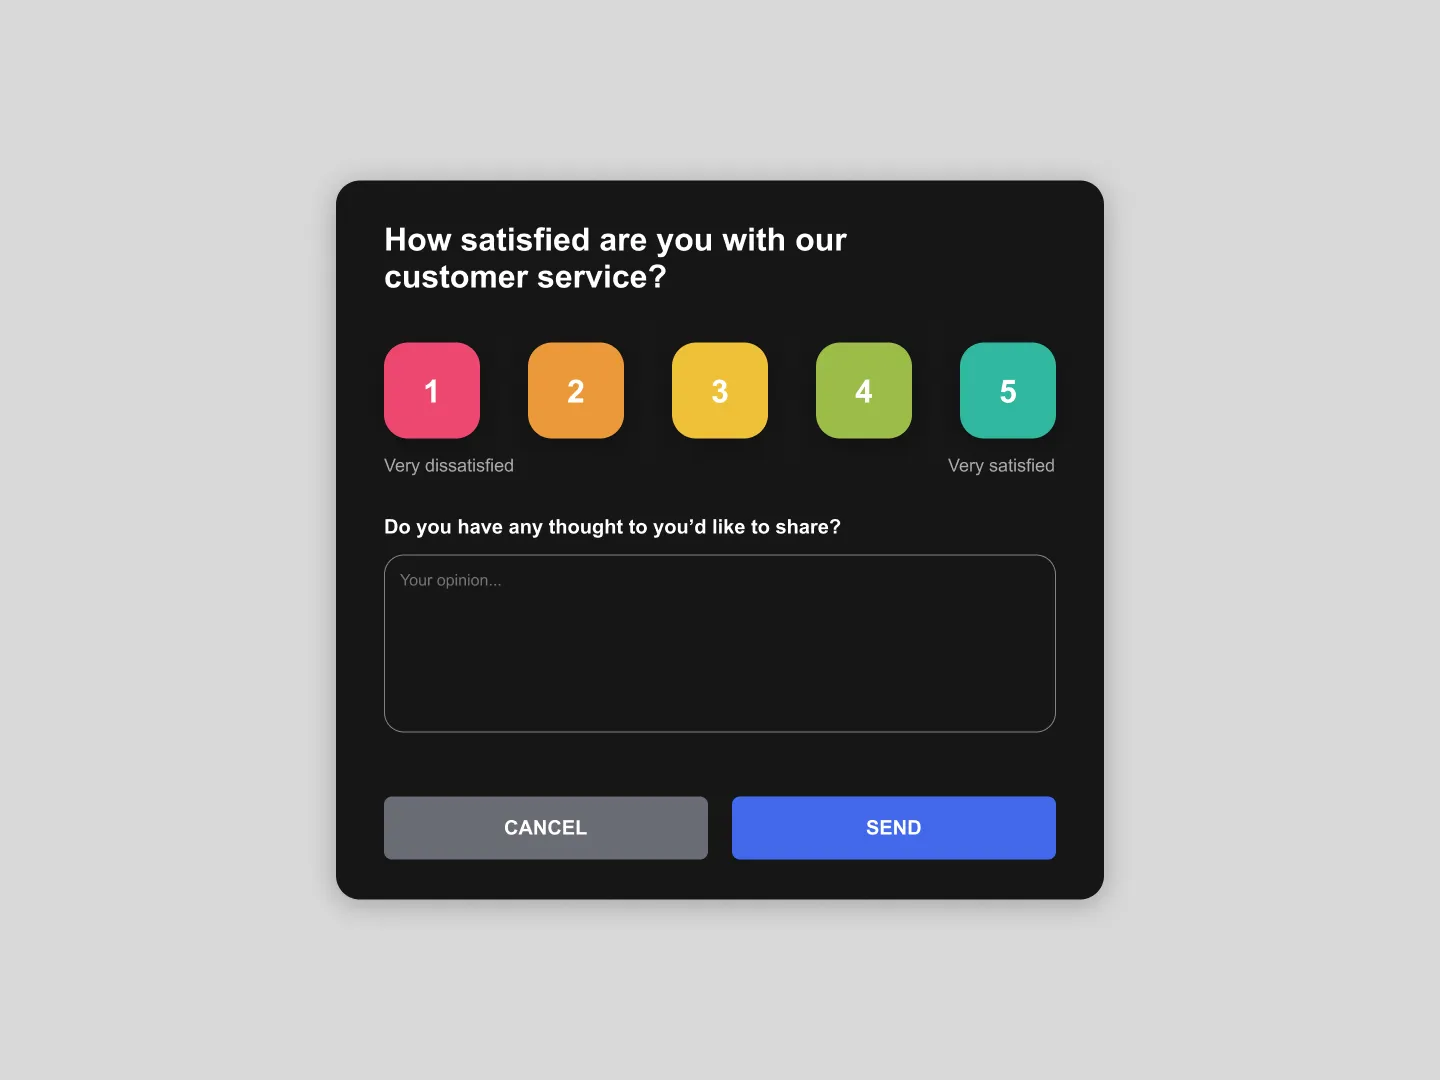 How satisfied are you with our
customer service?
1 2 3 4 5
Very dissatisfied Very satisfied
Do you have any thought to you’d like to share?
Your opinion...
CANCEL SEND